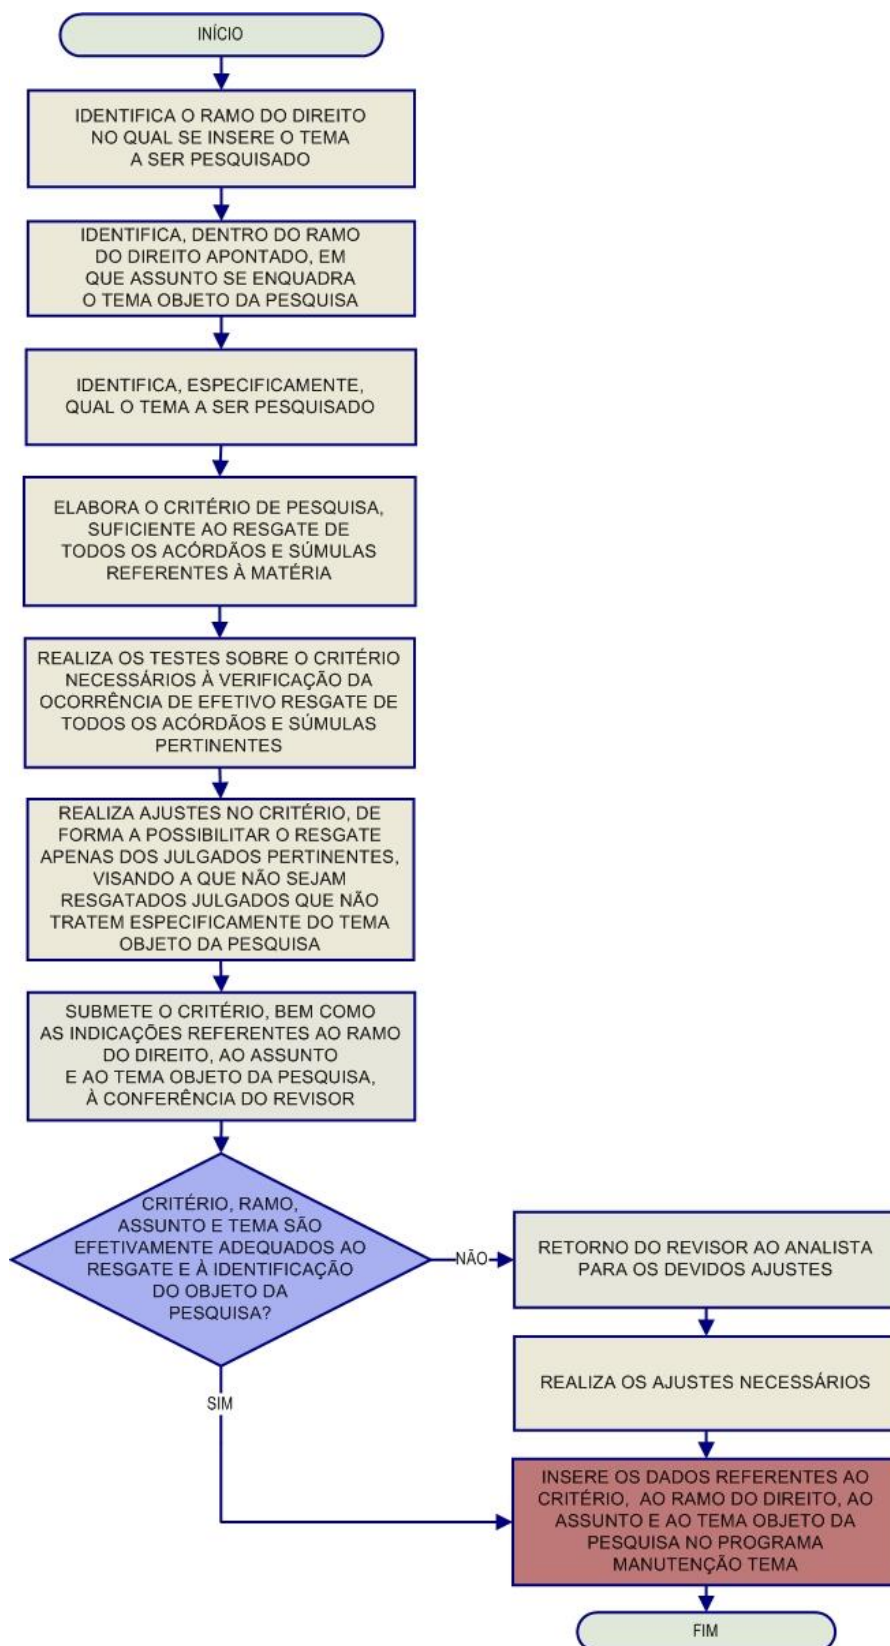 INÍCIO
IDENTIFICA O RAMO DO DIREITO
NO QUAL SE INSERE O TEMA
A SER PESQUISADO
IDENTIFICA, DENTRO DO RAMO
DO DIREITO APONTADO, EM
QUE ASSUNTO SE ENQUADRA
O TEMA OBJETO DA PESQUISA
IDENTIFICA, ESPECIFICAMENTE,
QUAL O TEMA A SER PESQUISADO
ELABORA O CRITÉRIO DE PESQUISA,
SUFICIENTE AO RESGATE DE
TODOS OS ACÓRDÃOS E SÚMULAS
REFERENTES À MATÉRIA
REALIZA OS TESTES SOBRE O CRITÉRIO
NECESSÁRIOS À VERIFICAÇÃO DA
OCORRÊNCIA DE EFETIVO RESGATE DE
TODOS OS ACÓRDÃOS E SÚMULAS
PERTINENTES
REALIZA AJUSTES NO CRITÉRIO, DE
FORMA A POSSIBILITAR O RESGATE
APENAS DOS JULGADOS PERTINENTES,
VISANDO A QUE NÃO SEJAM
RESGATADOS JULGADOS QUE NÃO
TRATEM ESPECIFICAMENTE DO TEMA
OBJETO DA PESQUISA
SUBMETE O CRITÉRIO, BEM COMO
AS INDICAÇÕES REFERENTES AO RAMO
DO DIREITO, AO ASSUNTO
E AO TEMA OBJETO DA PESQUISA,
À CONFERÊNCIA DO REVISOR
CRITÉRIO, RAMO,
ASSUNTO E TEMA SÃO
EFETIVAMENTE ADEQUADOS AO
RESGATE E À IDENTIFICAÇÃO
DO OBJETO DA
PESQUISA?
NÃO
RETORNO DO REVISOR AO ANALISTA
PARA OS DEVIDOS AJUSTES
REALIZA OS AJUSTES NECESSÁRIOS
SIM
INSERE OS DADOS REFERENTES AO
CRITÉRIO, AO RAMO DO DIREITO, AO
ASSUNTO E AO TEMA OBJETO DA
PESQUISA NO PROGRAMA
MANUTENÇÃO TEMA
FIM